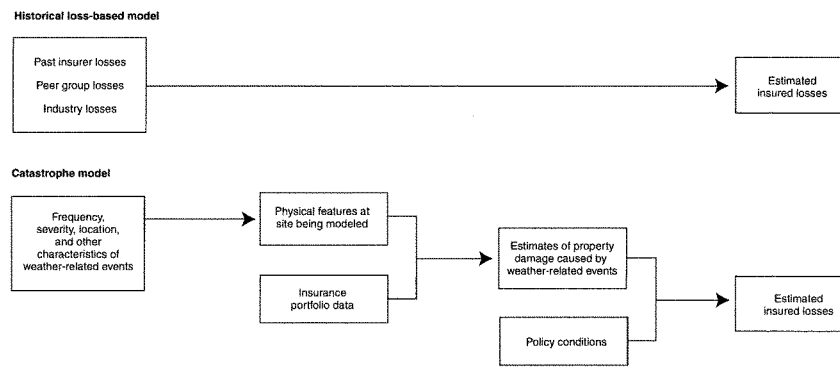 Historical loss-based model
Past insurer losses
Peer group losses
Industry losses
Estimated
insured losses
Catastrophe model
Frequency,
severity, location,
and other
characteristics of
weather-related events
Physical features at
site being modeled
Insurance
portfolio data
Estimates of property
damage caused by
weather-related events
Policy conditions
Estimated
insured losses